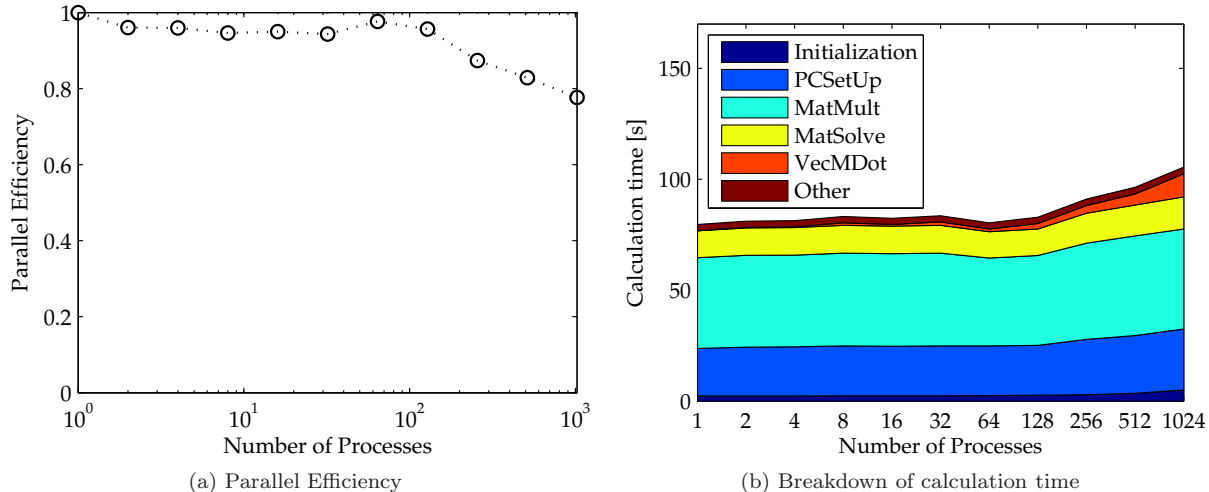 1
0.8
0.6
0.4
0.2
0
Parallel Efficiency
10^0
10^1
10^2
10^3
Number of Processes
(a) Parallel Efficiency
150
100
50
0
Calculation time [s]
Initialization
PCSetUp
MatMult
MatSolve
VecMDot
Other
1 2 4 8 16 32 64 128 256 512 1024
Number of Processes
(b) Breakdown of calculation time